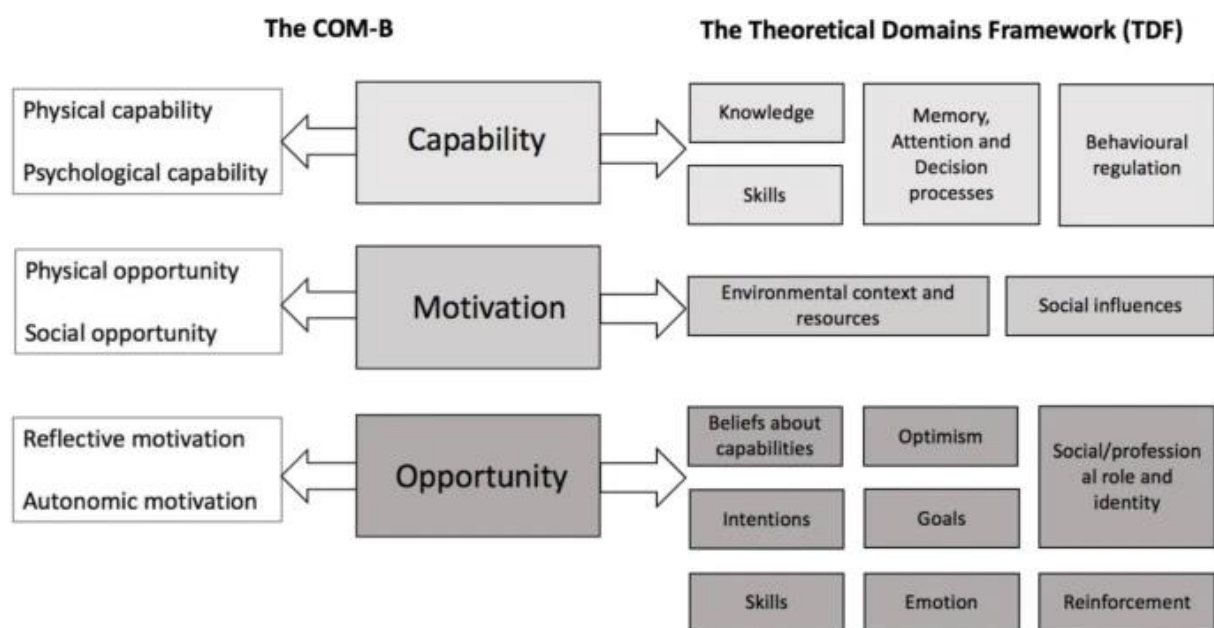 The COM-B
The Theoretical Domains Framework (TDF)
Physical capability
Psychological capability
Capability
Knowledge
Skills
Memory,
Attention and
Decision
processes
Behavioural
regulation
Physical opportunity
Social opportunity
Motivation
Environmental context and
resources
Social influences
Reflective motivation
Autonomic motivation
Opportunity
Beliefs about
capabilities
Optimism
Social/profession
al role and
identity
Intentions
Goals
Skills
Emotion
Reinforcement